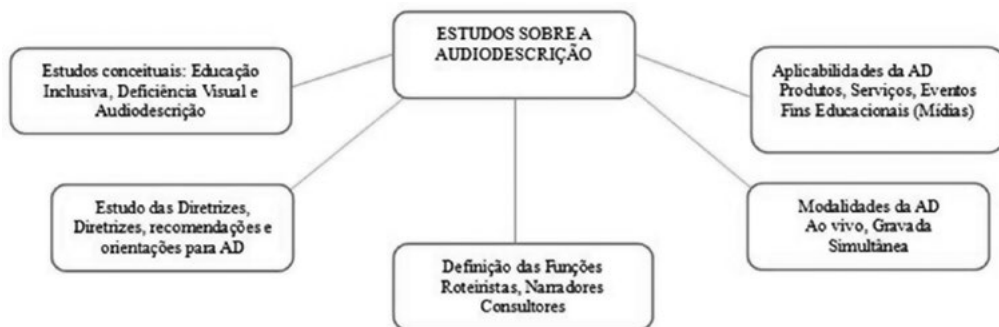 ESTUDOS SOBRE A
AUDIODESCRIÇÃO
Estudos conceituais: Educação
Inclusiva, Deficiência Visual e
Audiodescrição
Aplicabilidades da AD
Produtos, Serviços, Eventos
Fins Educacionais (Mídias)
Estudo das Diretrizes,
Diretrizes, recomendações e
orientações para AD
Modalidades da AD
Ao vivo, Gravada
Simultânea
Definição das Funções
Roteiristas, Narradores
Consultores